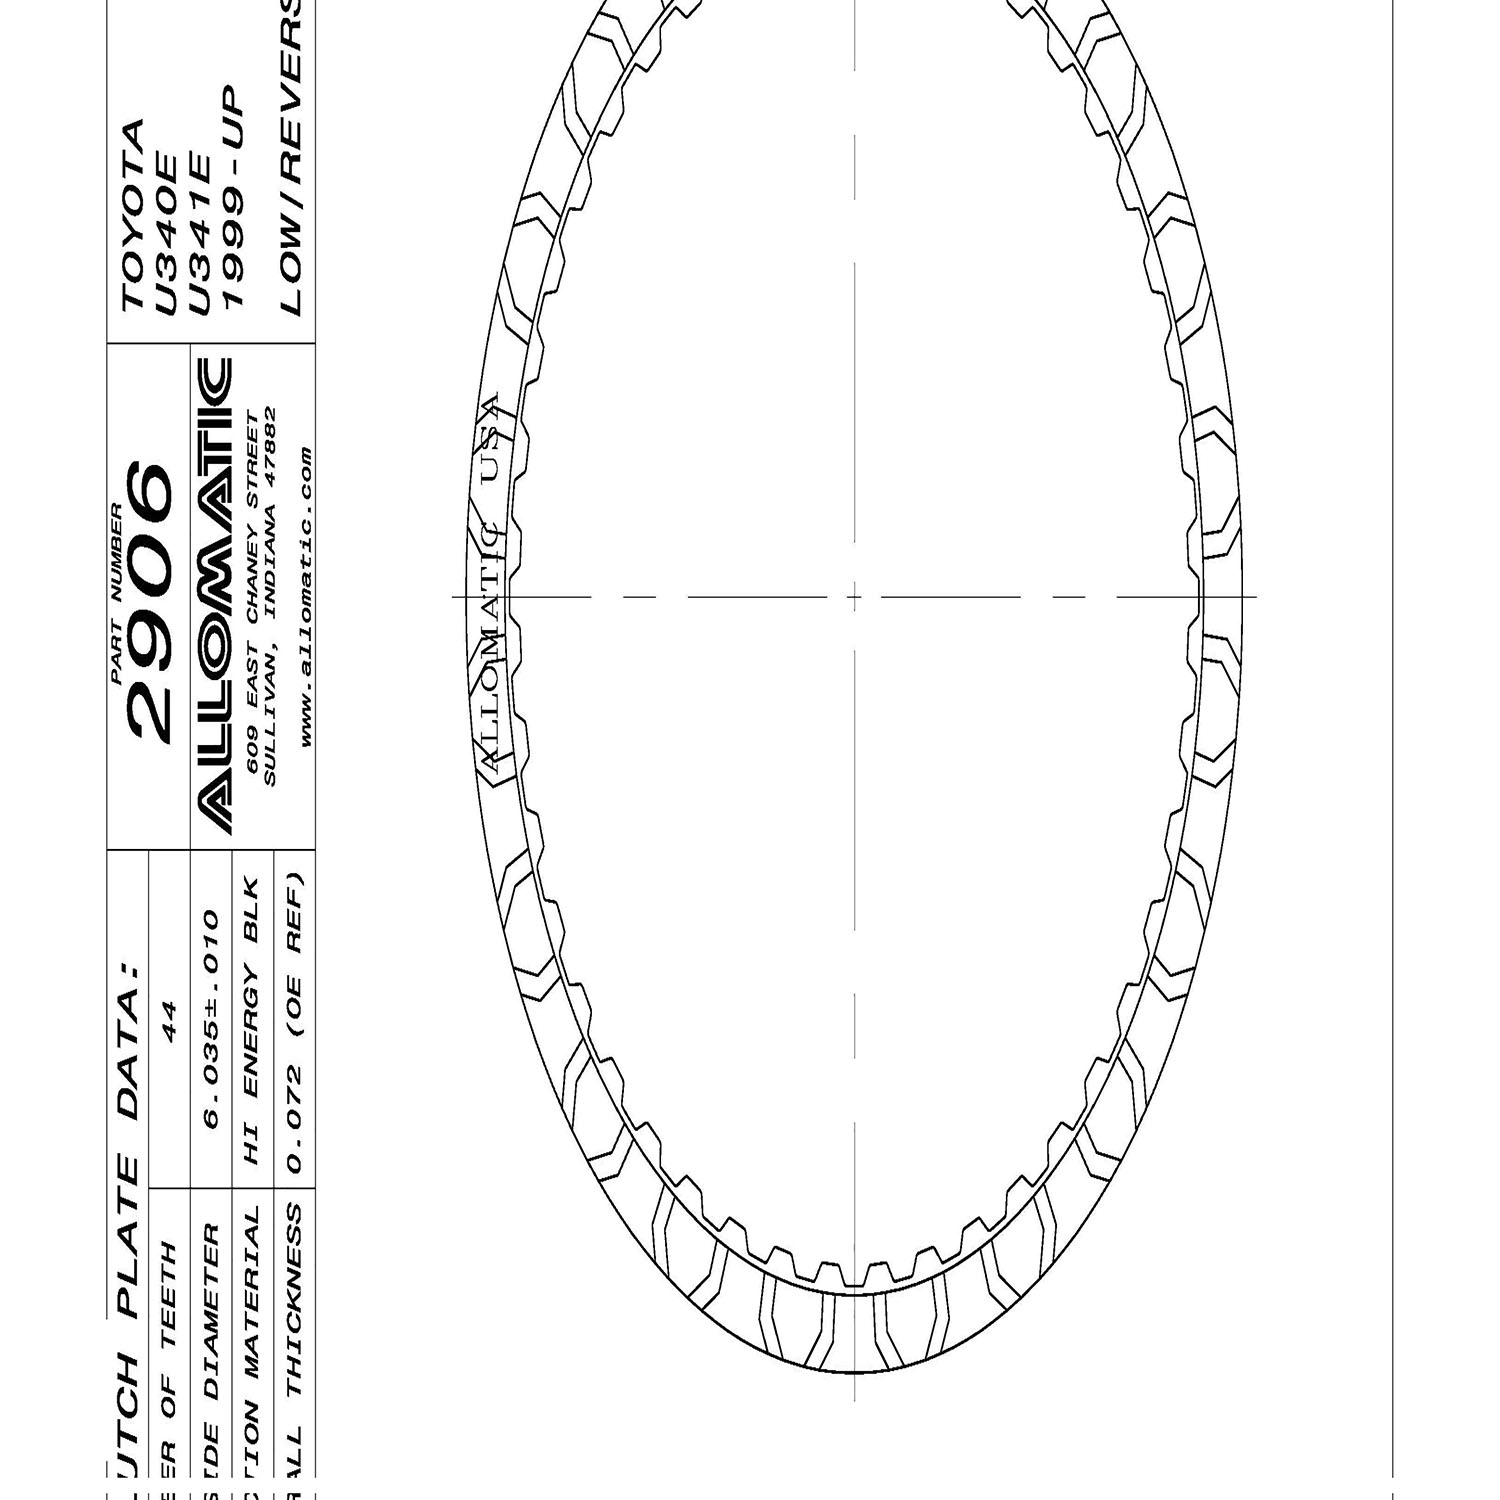 TOYOTA
U340E
U341E
1999-UP
LOW/REVERS
PART NUMBER
2906
ALLOMATIC
609 EAST CHANEY STREET
SULLIVAN, INDIANA 47882
www.allomatic.com
UTCH PLATE DATA:
ER OF TEETH 44
IDE DIAMETER 6.035±.010
TION MATERIAL HI ENERGY BLK
ALL THICKNESS 0.072 (OE REF)
ALLOMATIC USA